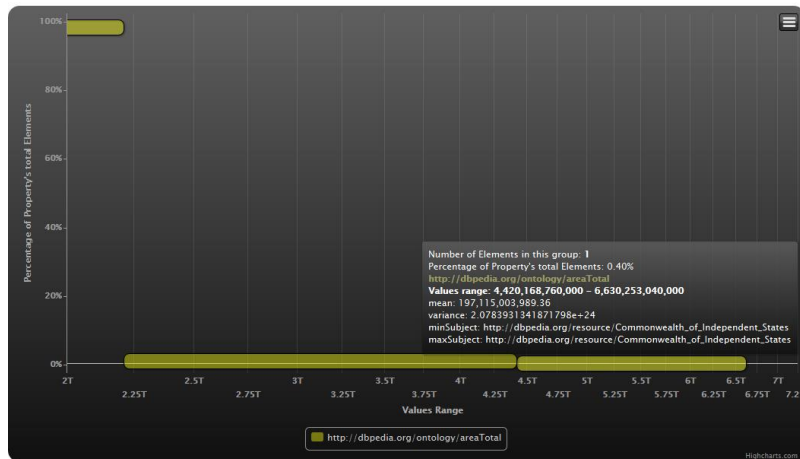 100%
80%
60%
40%
20%
0%
Percentage of Property's total Elements
Number of Elements in this group: 1
Percentage of Property's total Elements: 0.40%
http://dbpedia.org/ontology/areaTotal
Values range: 4,420,168,760,000 – 6,630,253,040,000
mean: 197,115,003,989.36
variance: 2.0783931341871798e+24
minSubject: http://dbpedia.org/resource/Commonwealth_of_Independent_States
maxSubject: http://dbpedia.org/resource/Commonwealth_of_Independent_States
2T 2.5T 3T 3.5T 4T 4.5T 5T 5.5T 6T 6.5T 7T
2.25T 2.75T 3.25T 3.75T 4.25T 4.75T 5.25T 5.75T 6.25T 6.75T 7.2
Values Range
http://dbpedia.org/ontology/areaTotal
Highcharts.com